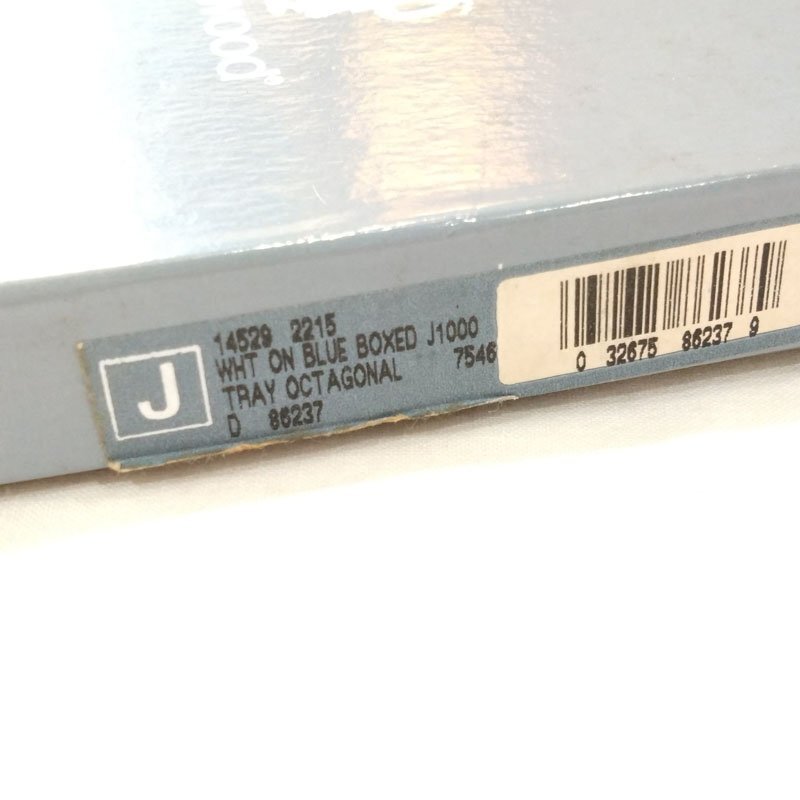 J
14529 2215
WHT ON BLUE BOXED J1000
TRAY OCTAGONAL 7546
D 86237
0 32675 86237 9